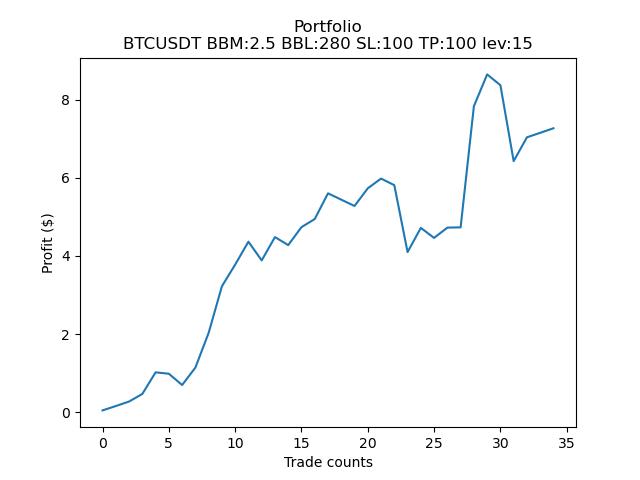 Portfolio
BTCUSDT BBM:2.5 BBL:280 SL:100 TP:100 lev:15
8
6
4
2
0
Profit ($)
0 5 10 15 20 25 30 35
Trade counts